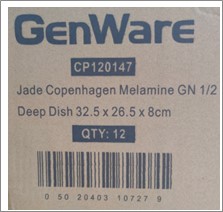 GenWare
CP120147
Jade Copenhagen Melamine GN 1/2
Deep Dish 32.5 x 26.5 x 8cm
QTY: 12
0 50 20403 10727 9